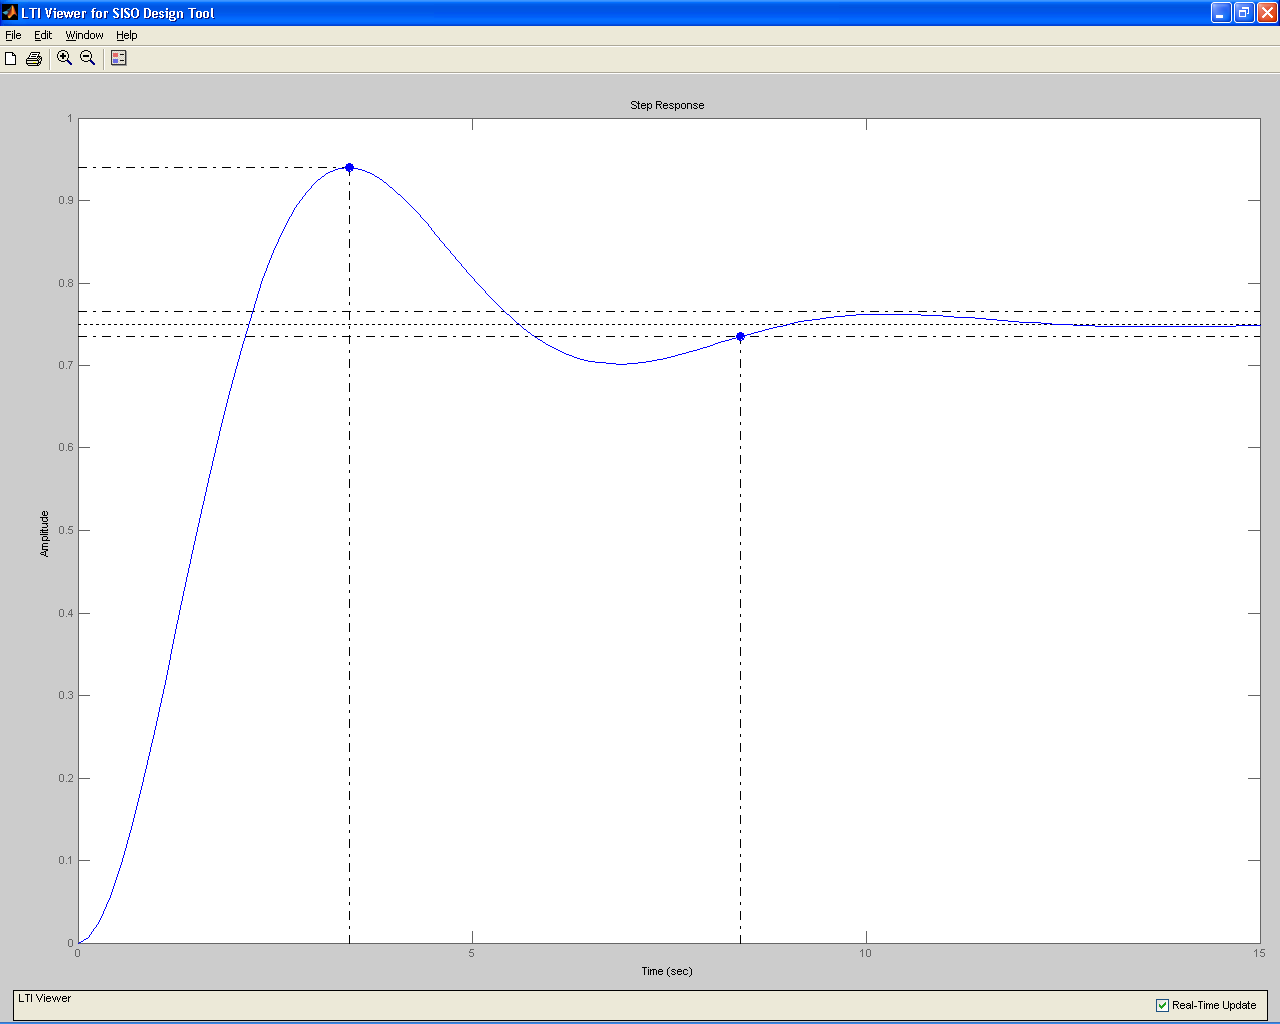 LTI Viewer for SISO Design Tool
File Edit Window Help
Step Response
1
0.9
0.8
0.7
0.6
0.5
0.4
0.3
0.2
0.1
0
Amplitude
0 5 10 15
Time (sec)
LTI Viewer
Real-Time Update